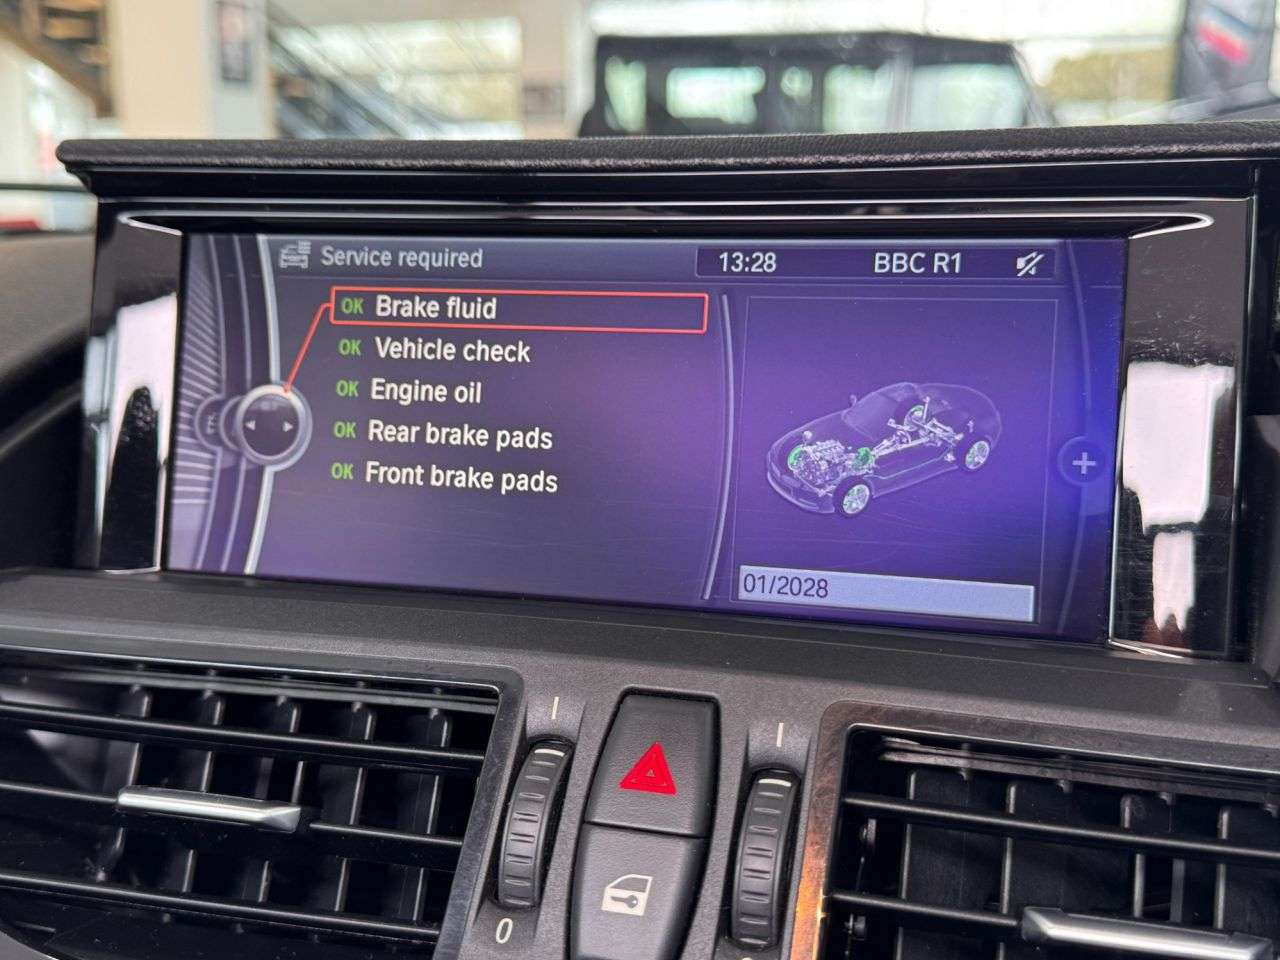 Service required
13:28
BBC R1
OK Brake fluid
OK Vehicle check
OK Engine oil
OK Rear brake pads
OK Front brake pads
+
01/2028
0